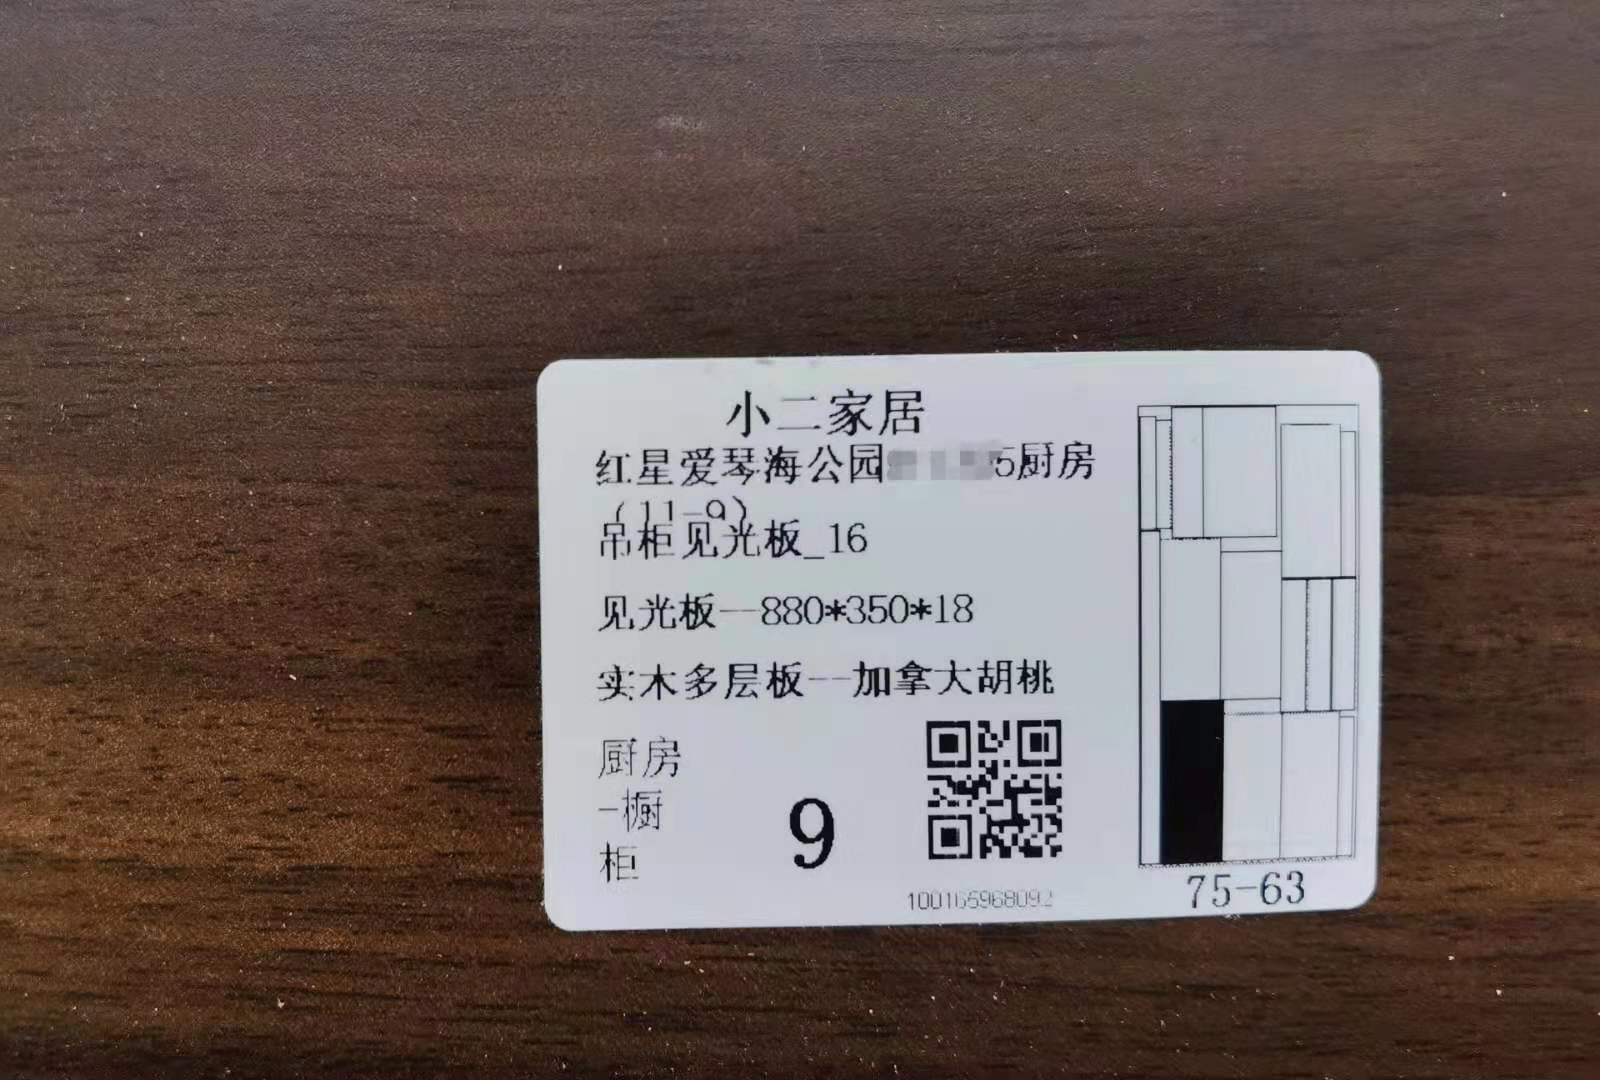 小二家居
红星爱琴海公园 5厨房
(11-9)
吊柜见光板_16
见光板--880*350*18
实木多层板--加拿大胡桃
厨房
-橱
柜
9
100165968092
75-63